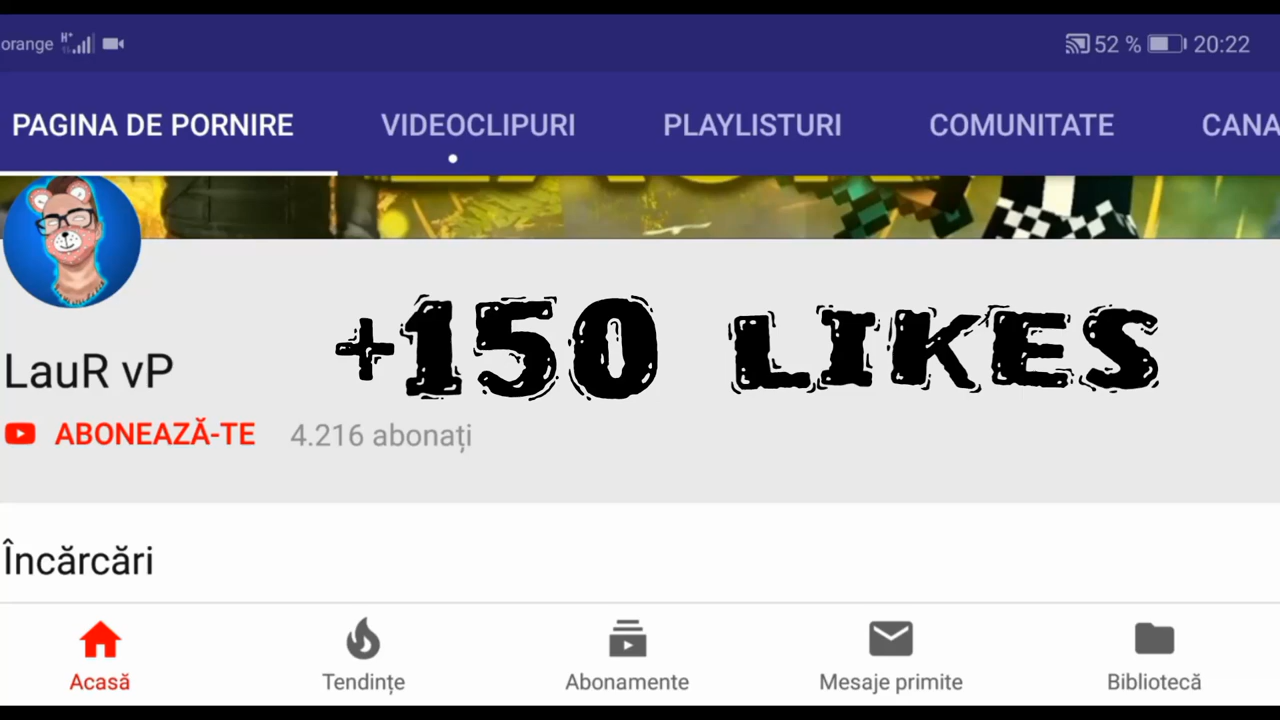 orange H+ 52 % 20:22
PAGINA DE PORNIRE VIDEOCLIPURI PLAYLISTURI COMUNITATE CANA
+150 LIKES
LauR vP
ABONEAZĂ-TE 4.216 abonați
Încărcări
Acasă Tendințe Abonamente Mesaje primite Bibliotecă